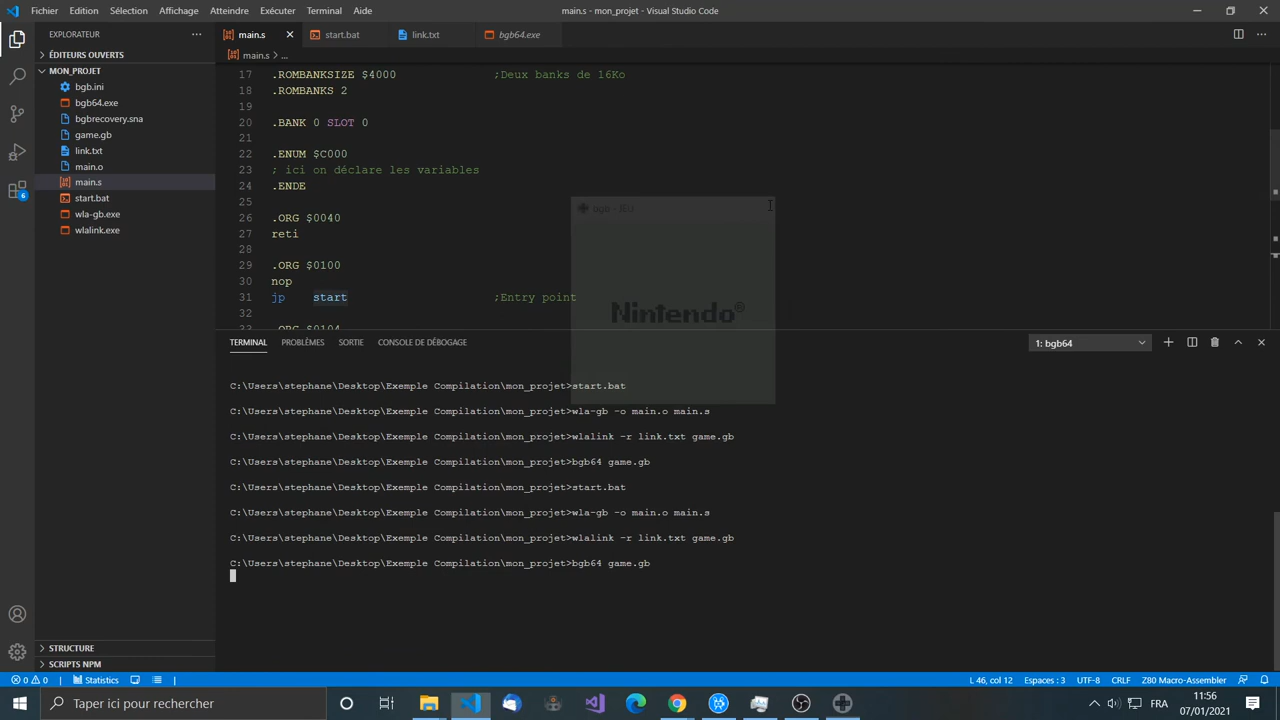 Fichier Édition Sélection Affichage Atteindre Exécuter Terminal Aide
main.s - mon_projet - Visual Studio Code
EXPLORATEUR
main.s
start.bat
link.txt
bgb64.exe
ÉDITEURS OUVERTS
main.s > ...
MON_PROJET
bgb.ini
bgb64.exe
bgbrecovery.sna
game.gb
link.txt
main.o
main.s
start.bat
wla-gb.exe
wlalink.exe
17 .ROMBANKSIZE $4000 ;Deux banks de 16Ko
18 .ROMBANKS 2
19
20 .BANK 0 SLOT 0
21
22 .ENUM $C000
23 ; ici on déclare les variables
24 .ENDE
25
26 .ORG $0040
27 reti
28
29 .ORG $0100
30 nop
31 jp start ;Entry point
32
33 .ORG $0104
Nintendo®
TERMINAL PROBLÈMES SORTIE CONSOLE DE DÉBOGAGE
1: bgb64
C:\Users\stephane\Desktop\Exemple Compilation\mon_projet>start.bat
C:\Users\stephane\Desktop\Exemple Compilation\mon_projet>wla-gb -o main.o main.s
C:\Users\stephane\Desktop\Exemple Compilation\mon_projet>wlalink -r link.txt game.gb
C:\Users\stephane\Desktop\Exemple Compilation\mon_projet>bgb64 game.gb
C:\Users\stephane\Desktop\Exemple Compilation\mon_projet>start.bat
C:\Users\stephane\Desktop\Exemple Compilation\mon_projet>wla-gb -o main.o main.s
C:\Users\stephane\Desktop\Exemple Compilation\mon_projet>wlalink -r link.txt game.gb
C:\Users\stephane\Desktop\Exemple Compilation\mon_projet>bgb64 game.gb
6
STRUCTURE
SCRIPTS NPM
0 0 Statistics
L 46, col 12 Espaces : 3 UTF-8 CRLF Z80 Macro-Assembler
Taper ici pour rechercher
FRA
11:56
07/01/2021